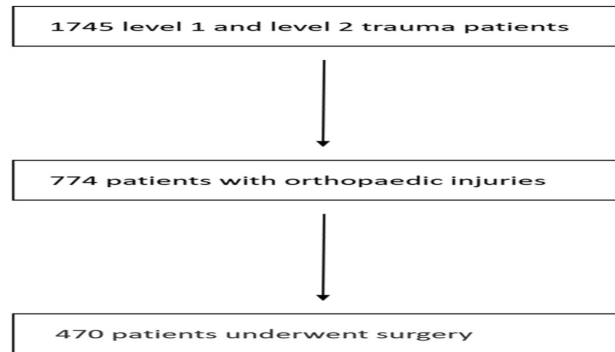 1745 level 1 and level 2 trauma patients
774 patients with orthopaedic injuries
470 patients underwent surgery